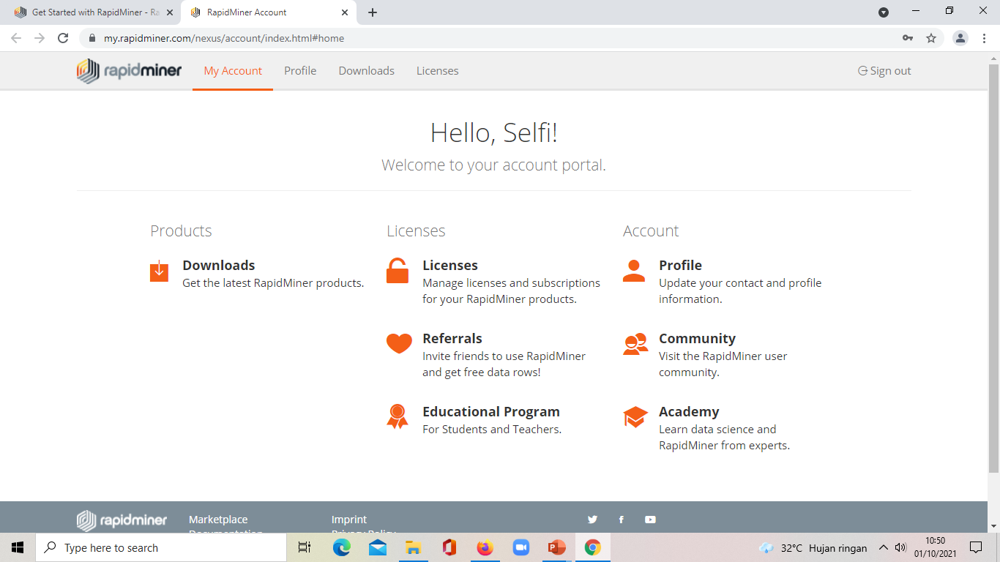 Get Started with RapidMiner - Ra
RapidMiner Account
my.rapidminer.com/nexus/account/index.html#home
rapidminer
My Account
Profile
Downloads
Licenses
Sign out
Hello, Selfi!
Welcome to your account portal.
Products
Downloads
Get the latest RapidMiner products.
Licenses
Licenses
Manage licenses and subscriptions
for your RapidMiner products.
Referrals
Invite friends to use RapidMiner
and get free data rows!
Educational Program
For Students and Teachers.
Account
Profile
Update your contact and profile
information.
Community
Visit the RapidMiner user
community.
Academy
Learn data science and
RapidMiner from experts.
rapidminer
Marketplace
Documentation
Imprint
Privacy Policy
Type here to search
32°C Hujan ringan
10:50
01/10/2021